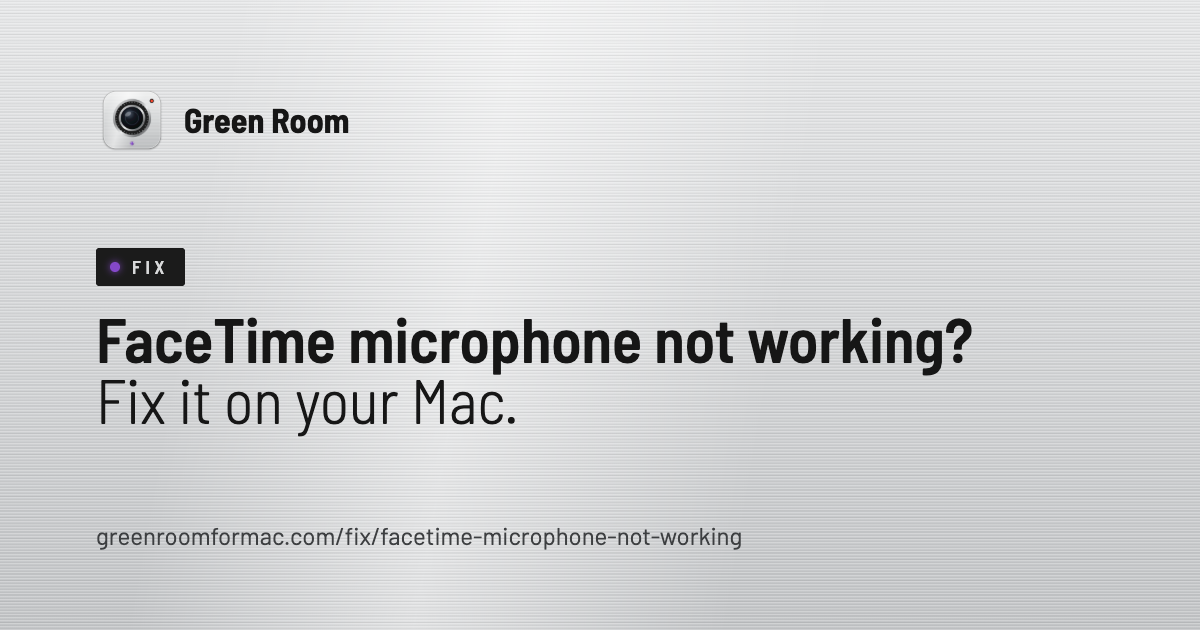 Green Room
FIX
FaceTime microphone not working?
Fix it on your Mac.
greenroomformac.com/fix/facetime-microphone-not-working